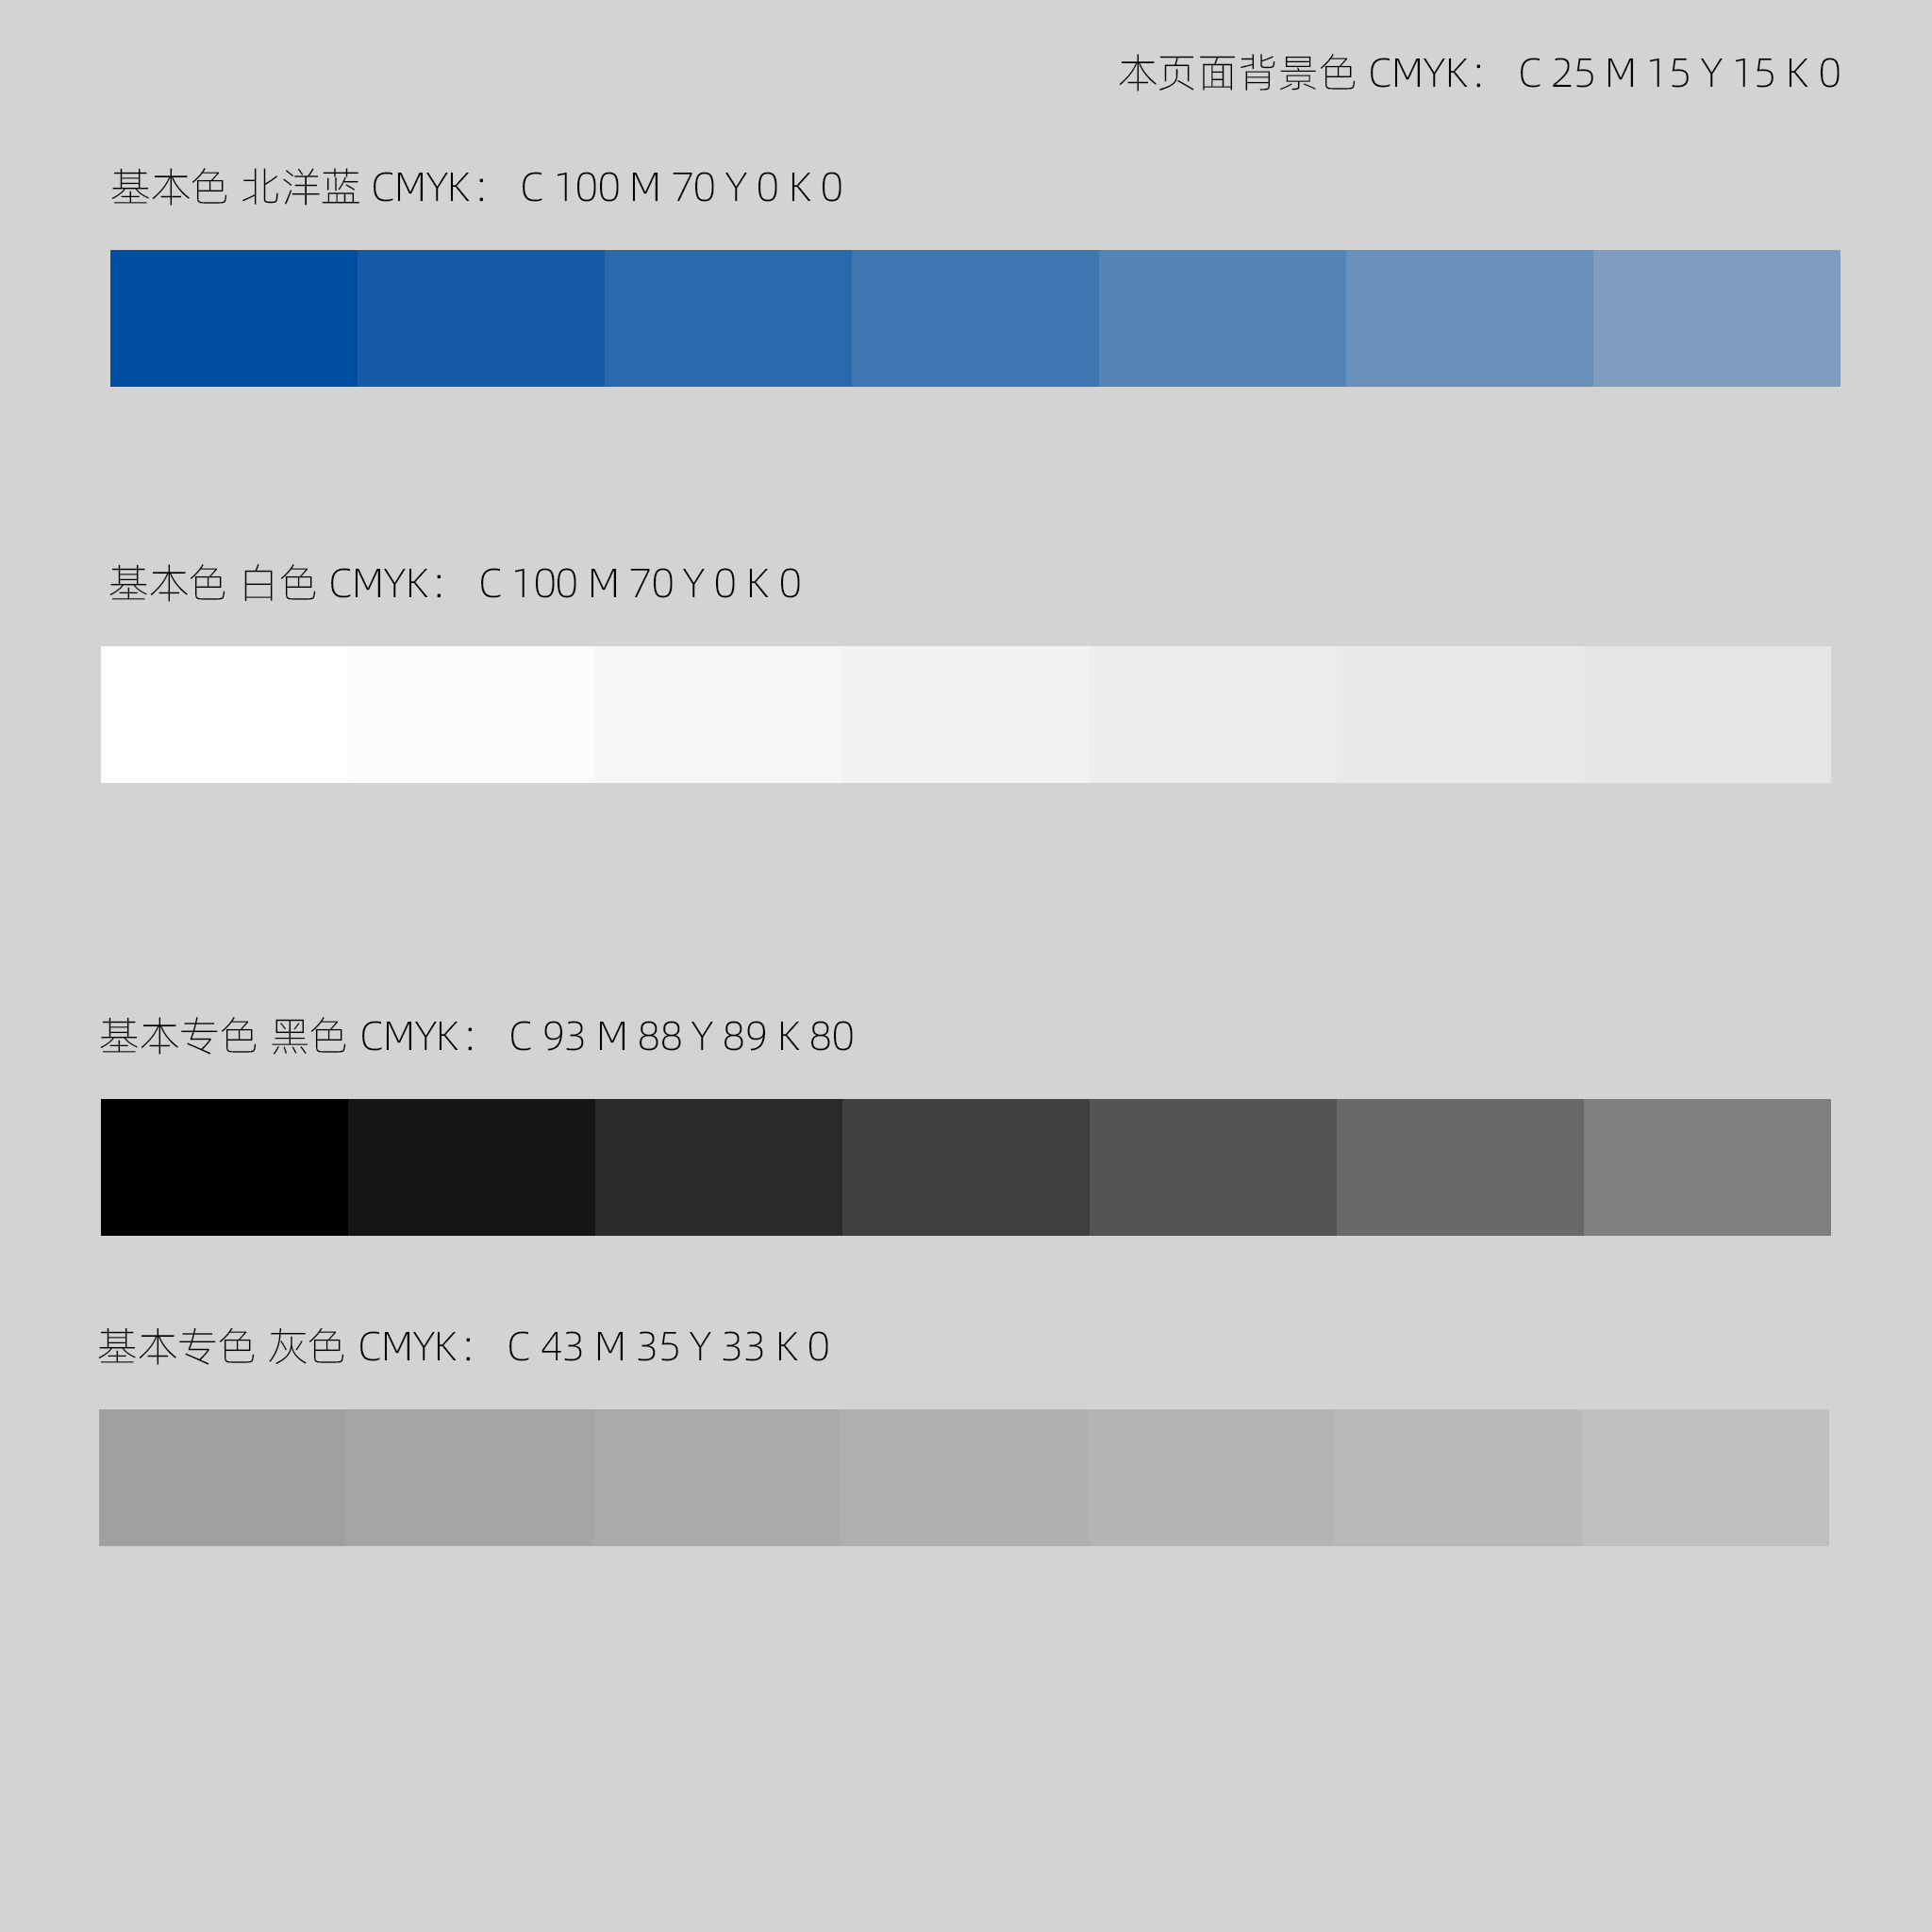 本页面背景色 CMYK： C 25 M 15 Y 15 K 0
基本色 北洋蓝 CMYK： C 100 M 70 Y 0 K 0
基本色 白色 CMYK： C 100 M 70 Y 0 K 0
基本专色 黑色 CMYK： C 93 M 88 Y 89 K 80
基本专色 灰色 CMYK： C 43 M 35 Y 33 K 0